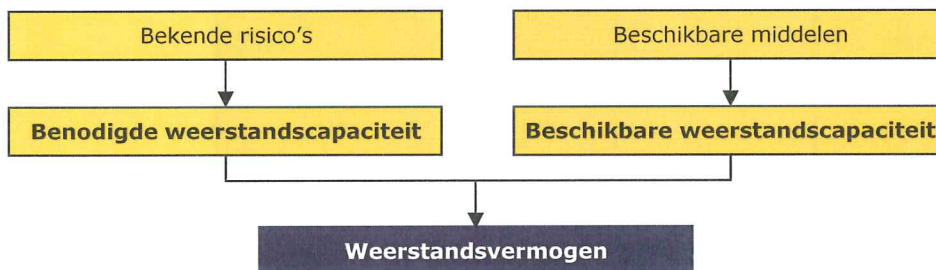 Bekende risico's
Beschikbare middelen
Benodigde weerstandscapaciteit
Beschikbare weerstandscapaciteit
Weerstandsvermogen